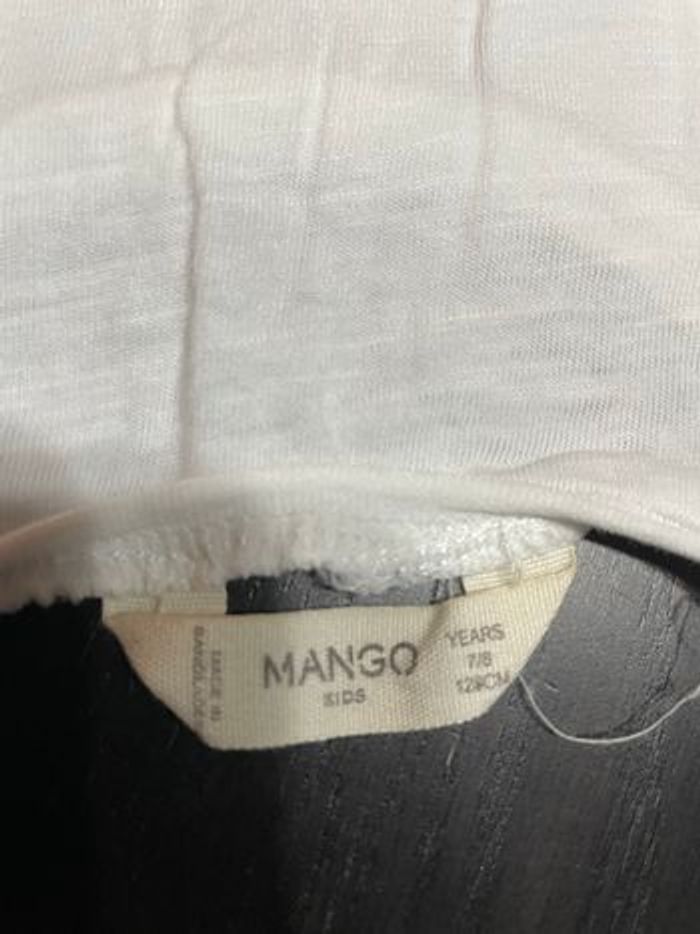 MADE IN
BANGLADESH
MANGO
KIDS
YEARS
7/8
128CM